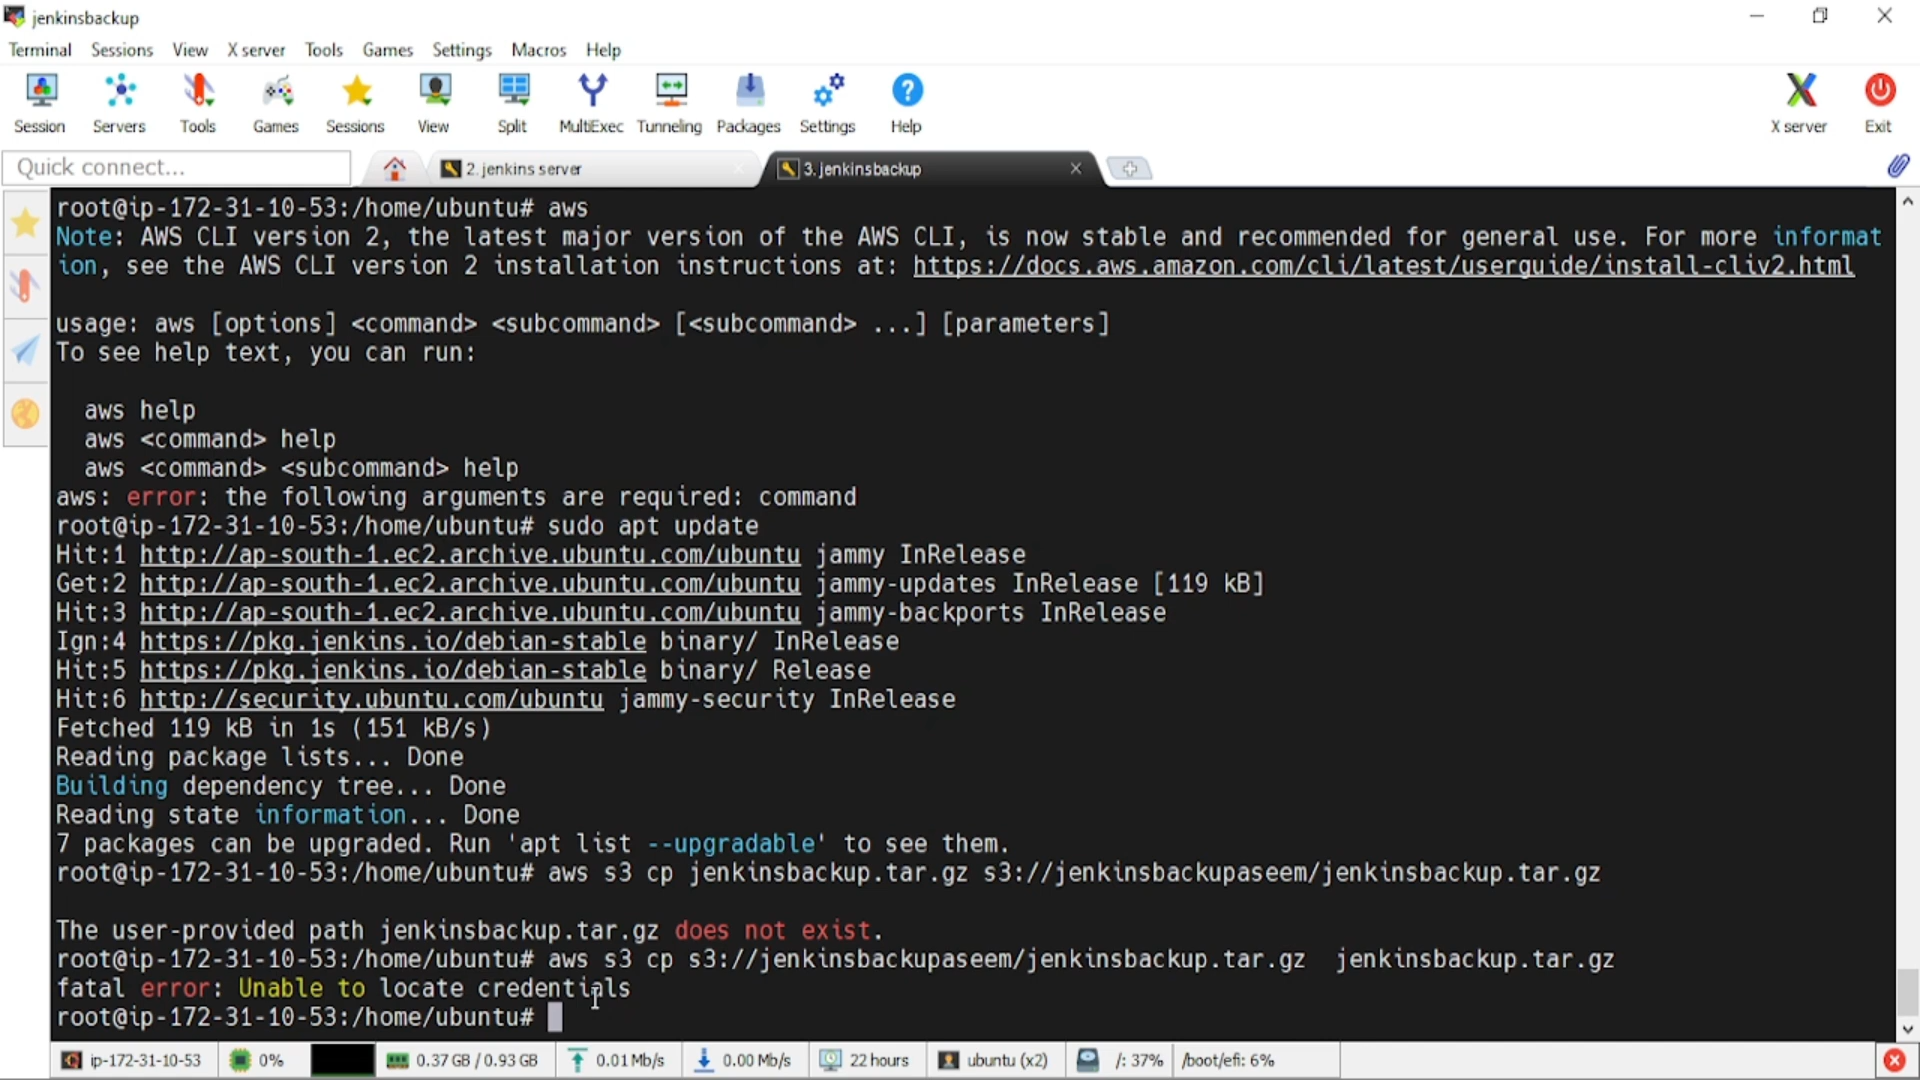 jenkinsbackup
Terminal Sessions View X server Tools Games Settings Macros Help
Session Servers Tools Games Sessions View Split MultiExec Tunneling Packages Settings Help X server Exit
Quick connect... 2. jenkins server 3. jenkinsbackup
root@ip-172-31-10-53:/home/ubuntu# aws
Note: AWS CLI version 2, the latest major version of the AWS CLI, is now stable and recommended for general use. For more informat
ion, see the AWS CLI version 2 installation instructions at: https://docs.aws.amazon.com/cli/latest/userguide/install-cliv2.html
usage: aws [options] <command> <subcommand> [<subcommand> ...] [parameters]
To see help text, you can run:
aws help
aws <command> help
aws <command> <subcommand> help
aws: error: the following arguments are required: command
root@ip-172-31-10-53:/home/ubuntu# sudo apt update
Hit:1 http://ap-south-1.ec2.archive.ubuntu.com/ubuntu jammy InRelease
Get:2 http://ap-south-1.ec2.archive.ubuntu.com/ubuntu jammy-updates InRelease [119 kB]
Hit:3 http://ap-south-1.ec2.archive.ubuntu.com/ubuntu jammy-backports InRelease
Ign:4 https://pkg.jenkins.io/debian-stable binary/ InRelease
Hit:5 https://pkg.jenkins.io/debian-stable binary/ Release
Hit:6 http://security.ubuntu.com/ubuntu jammy-security InRelease
Fetched 119 kB in 1s (151 kB/s)
Reading package lists... Done
Building dependency tree... Done
Reading state information... Done
7 packages can be upgraded. Run 'apt list --upgradable' to see them.
root@ip-172-31-10-53:/home/ubuntu# aws s3 cp jenkinsbackup.tar.gz s3://jenkinsbackupaseem/jenkinsbackup.tar.gz
The user-provided path jenkinsbackup.tar.gz does not exist.
root@ip-172-31-10-53:/home/ubuntu# aws s3 cp s3://jenkinsbackupaseem/jenkinsbackup.tar.gz  jenkinsbackup.tar.gz
fatal error: Unable to locate credentials
root@ip-172-31-10-53:/home/ubuntu#
ip-172-31-10-53 0% 0.37 GB / 0.93 GB 0.01 Mb/s 0.00 Mb/s 22 hours ubuntu (x2) /: 37% /boot/efi: 6%